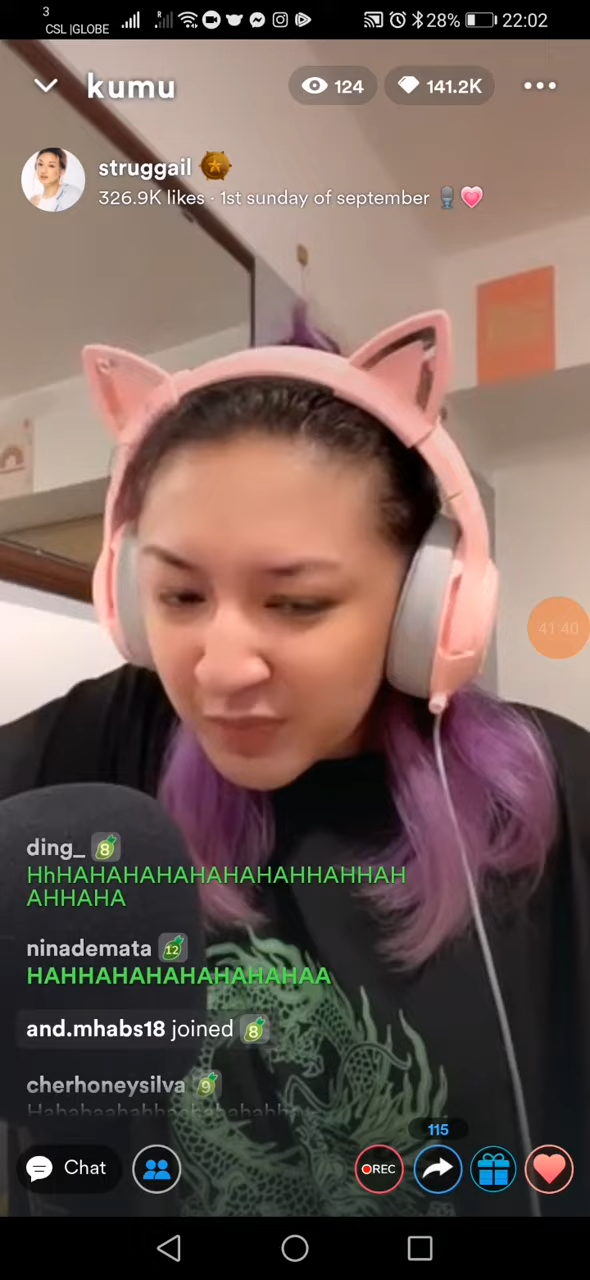 3
CSL |GLOBE
28%
22:02
kumu
124
141.2K
struggail
326.9K likes · 1st sunday of september
41:40
ding_ 8
HhHAHAHAHAHAHAHAHHAHHAH
AHHAHA
ninademata 12
HAHHAHAHAHAHAHAHAA
and.mhabs18 joined 8
cherhoneysilva 9
115
Chat
REC